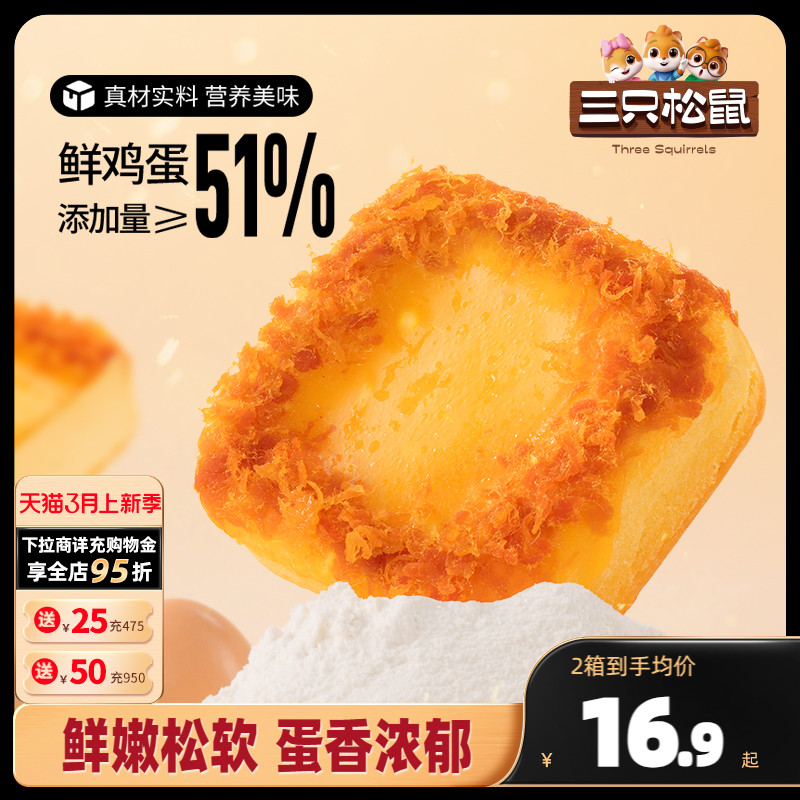 真材实料 营养美味
鲜鸡蛋
添加量≥
51%
三只松鼠
Three Squirrels
天猫3月上新季
下拉商详充购物金
享全店95折
送 ¥25充475
送 ¥50充950
鲜嫩松软 蛋香浓郁
2箱到手均价
¥16.9起